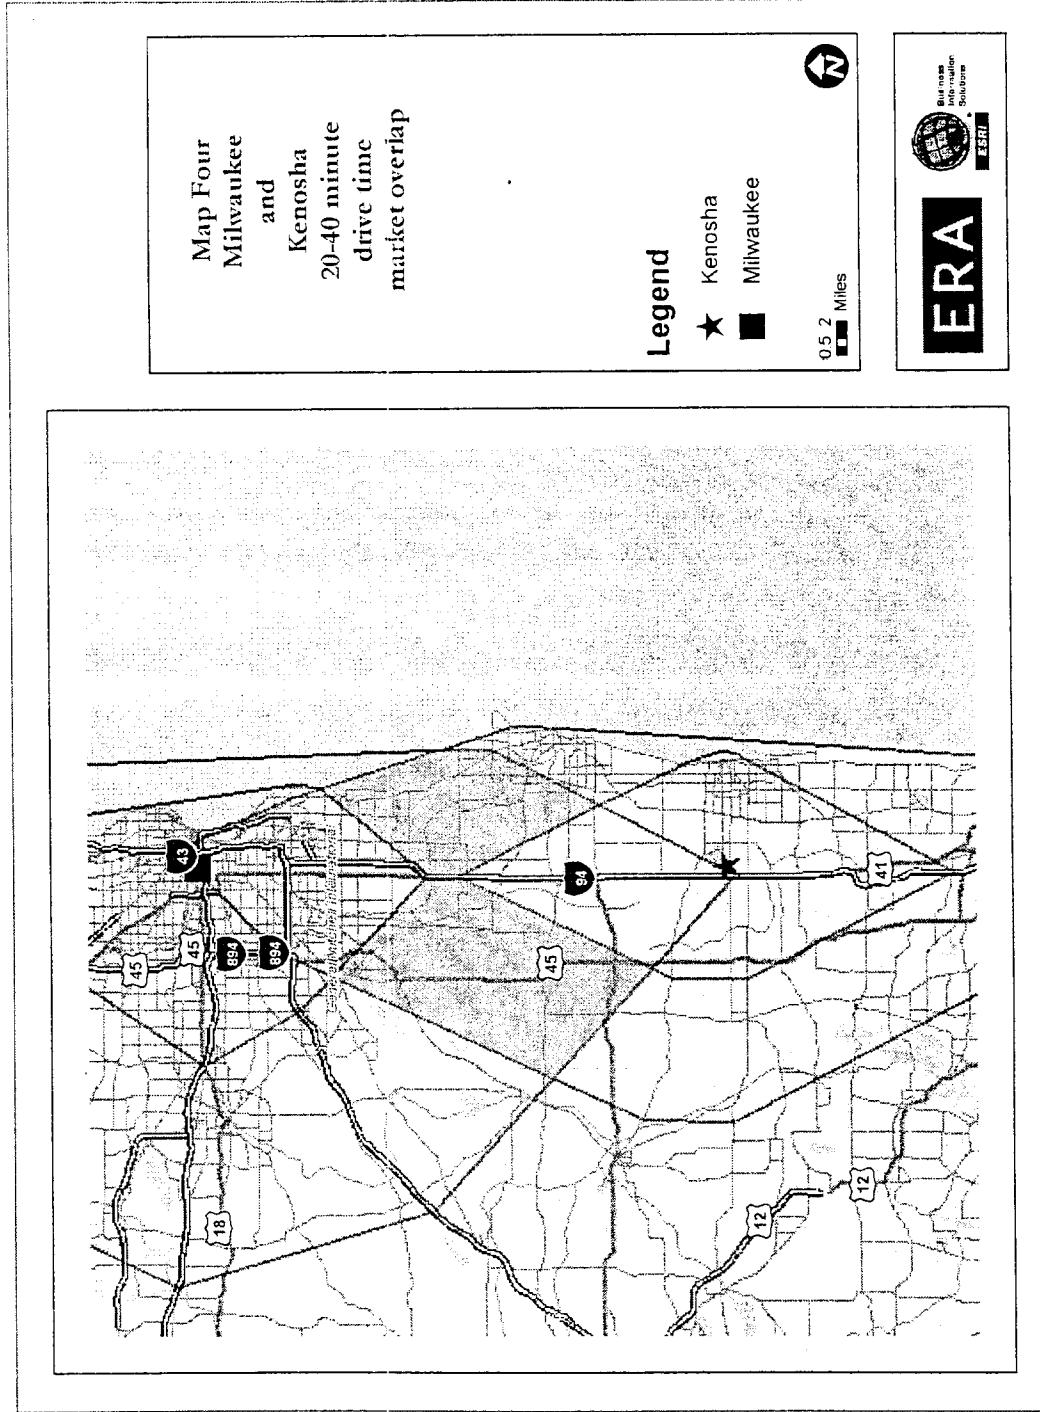 Map Four
Milwaukee
and
Kenosha
20-40 minute
drive time
market overlap
Legend
Kenosha
Milwaukee
0.5 2
Miles
N
ERA
Business
Information
Solutions
ESRI
43
45
45
894
894
18
94
45
41
12
12